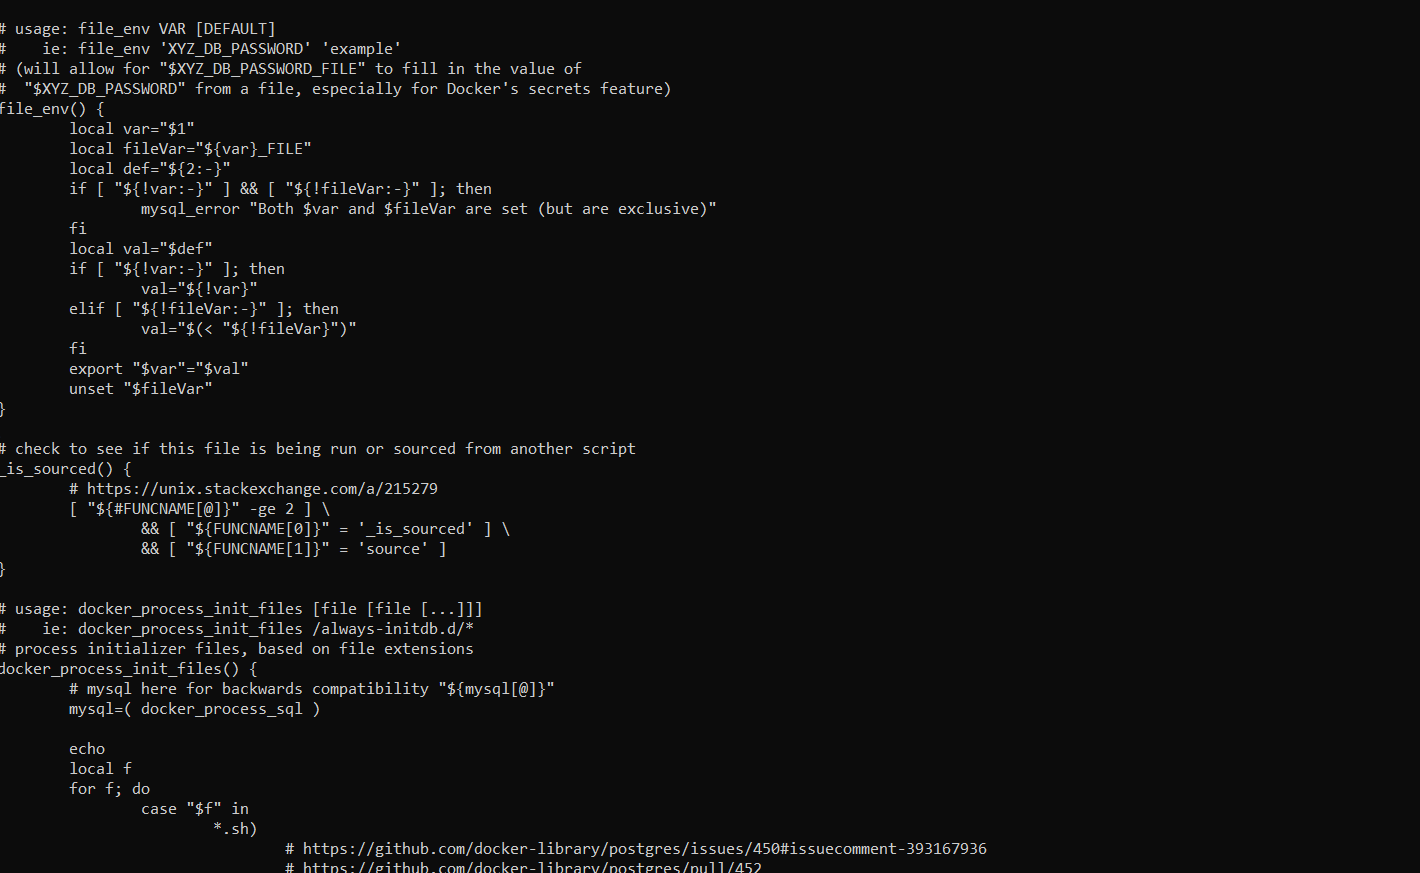 # usage: file_env VAR [DEFAULT]
#    ie: file_env 'XYZ_DB_PASSWORD' 'example'
# (will allow for "$XYZ_DB_PASSWORD_FILE" to fill in the value of
#  "$XYZ_DB_PASSWORD" from a file, especially for Docker's secrets feature)
file_env() {
        local var="$1"
        local fileVar="${var}_FILE"
        local def="${2:-}"
        if [ "${!var:-}" ] && [ "${!fileVar:-}" ]; then
                mysql_error "Both $var and $fileVar are set (but are exclusive)"
        fi
        local val="$def"
        if [ "${!var:-}" ]; then
                val="${!var}"
        elif [ "${!fileVar:-}" ]; then
                val="$(< "${!fileVar}")"
        fi
        export "$var"="$val"
        unset "$fileVar"
}

# check to see if this file is being run or sourced from another script
_is_sourced() {
        # https://unix.stackexchange.com/a/215279
        [ "${#FUNCNAME[@]}" -ge 2 ] \
                && [ "${FUNCNAME[0]}" = '_is_sourced' ] \
                && [ "${FUNCNAME[1]}" = 'source' ]
}

# usage: docker_process_init_files [file [file [...]]]
#    ie: docker_process_init_files /always-initdb.d/*
# process initializer files, based on file extensions
docker_process_init_files() {
        # mysql here for backwards compatibility "${mysql[@]}"
        mysql=( docker_process_sql )

        echo
        local f
        for f; do
                case "$f" in
                        *.sh)
                                # https://github.com/docker-library/postgres/issues/450#issuecomment-393167936
                                # https://github.com/docker-library/postgres/pull/452